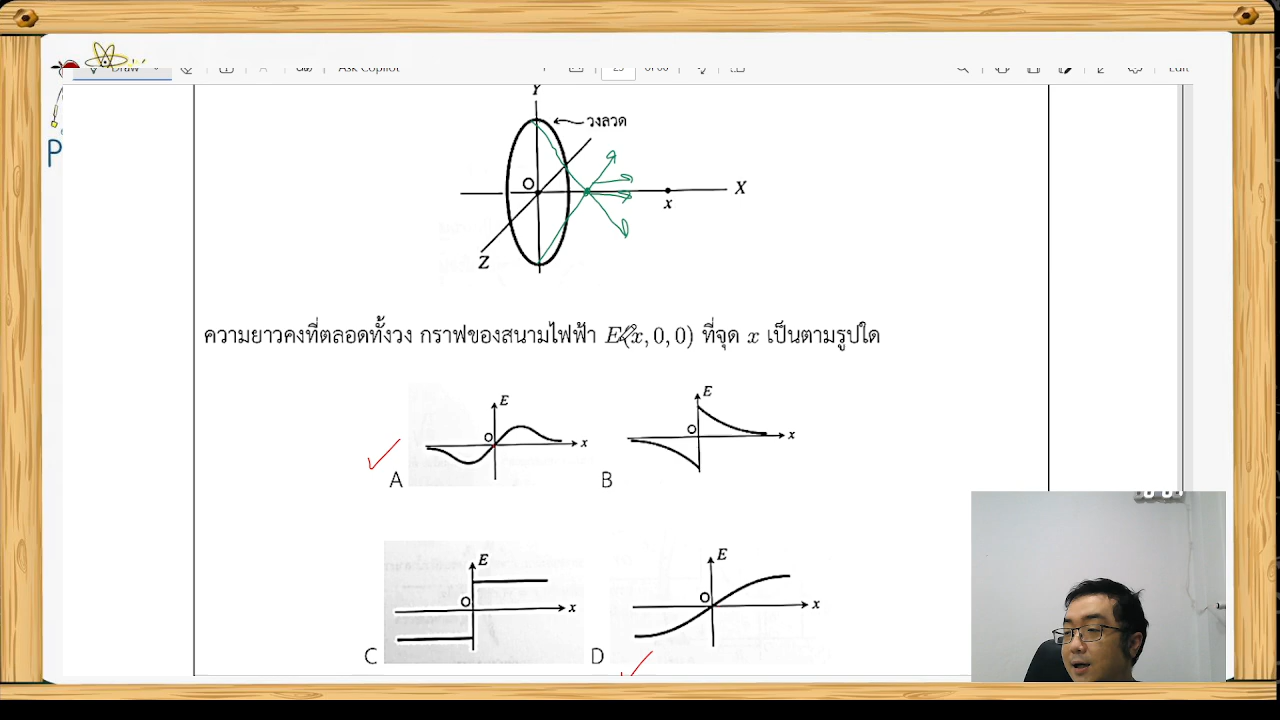 Ask Copilot
Edit
P
Y
วงลวด
O
X
x
Z
ความยาวคงที่ตลอดทั้งวง กราฟของสนามไฟฟ้า E(x, 0, 0) ที่จุด x เป็นตามรูปใด
E
O
x
A
E
O
x
B
E
O
x
C
E
O
x
D